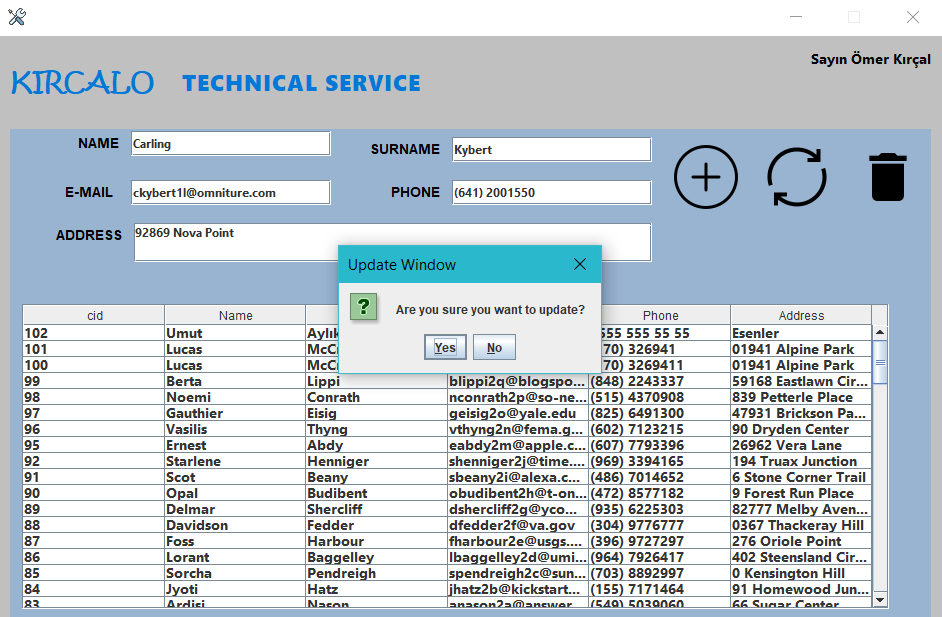 Sayın Ömer Kırçal
KIRCALO TECHNICAL SERVICE
NAME Carling SURNAME Kybert
E-MAIL ckybert1l@omniture.com PHONE (641) 2001550
ADDRESS 92869 Nova Point
Update Window
Are you sure you want to update?
Yes No
cid Name Phone Address
102 Umut 555 55 55 Esenler
101 Lucas 326941 01941 Alpine Park
100 Lucas 3269411 01941 Alpine Park
99 Berta Lippi blippi2q@blogspo... (848) 2243337 59168 Eastlawn Cir...
98 Noemi Conrath nconrath2p@so-ne... (515) 4370908 839 Petterle Place
97 Gauthier Eisig geisig2o@yale.edu (825) 6491300 47931 Brickson Pa...
96 Vasilis Thyng vthyng2n@fema.g... (602) 7123215 90 Dryden Center
95 Ernest Abdy eabdy2m@apple.c... (607) 7793396 26962 Vera Lane
92 Starlene Henniger shenniger2j@time.... (969) 3394165 194 Truax Junction
91 Scot Beany sbeany2i@alexa.c... (486) 7014652 6 Stone Corner Trail
90 Opal Budibent obudibent2h@t-on... (472) 8577182 9 Forest Run Place
89 Delmar Shercliff dshercliff2g@yco... (935) 6225303 82777 Melby Aven...
88 Davidson Fedder dfedder2f@va.gov (304) 9776777 0367 Thackeray Hill
87 Foss Harbour fharbour2e@usgs.... (396) 9727297 276 Oriole Point
86 Lorant Baggelley lbaggelley2d@umi... (964) 7926417 402 Steensland Cir...
85 Sorcha Pendreigh spendreigh2c@sun... (703) 8892997 0 Kensington Hill
84 Jyoti Hatz jhatz2b@kickstart... (155) 7171464 91 Homewood Jun...
83 Ardisj Nason anason2a@answer... (549) 5039060 66 Sugar Center